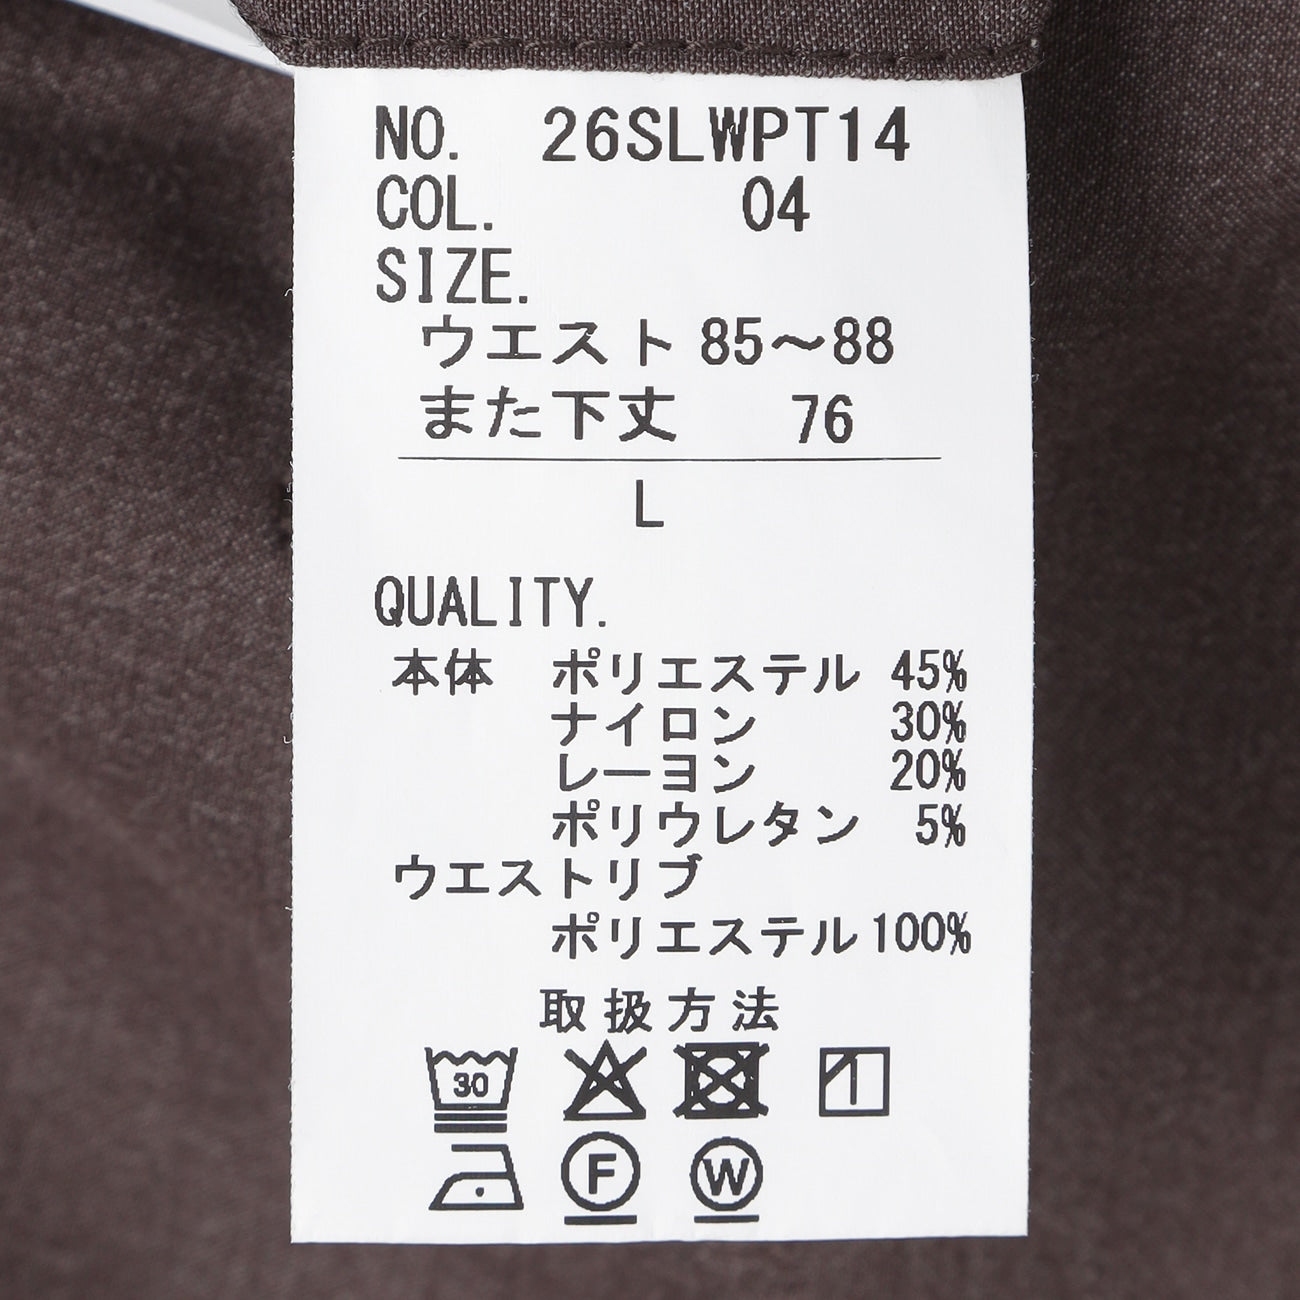 NO. 26SLWPT14
COL. 04
SIZE.
ウエスト 85～88
また下丈 76
L
QUALITY.
本体 ポリエステル 45%
ナイロン 30%
レーヨン 20%
ポリウレタン 5%
ウエストリブ
ポリエステル 100%
取扱方法
30
F W